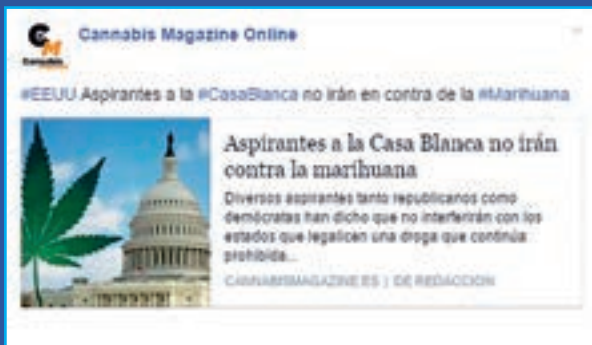 CM
Cannabis
Cannabis Magazine Online
#EEUU Aspirantes a la #CasaBlanca no irán en contra de la #Marihuana
Aspirantes a la Casa Blanca no irán
contra la marihuana
Diversos aspirantes tanto republicanos como
demócratas han dicho que no interferirán con los
estados que legalicen una droga que continúa
prohibida...
CANNABISMAGAZINE.ES | DE REDACCION